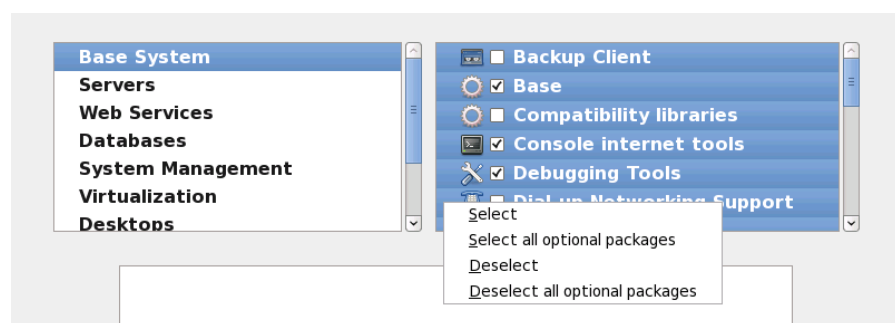 Base System
Servers
Web Services
Databases
System Management
Virtualization
Desktops
Backup Client
Base
Compatibility libraries
Console internet tools
Debugging Tools
Dial-up Networking Support
Select
Select all optional packages
Deselect
Deselect all optional packages